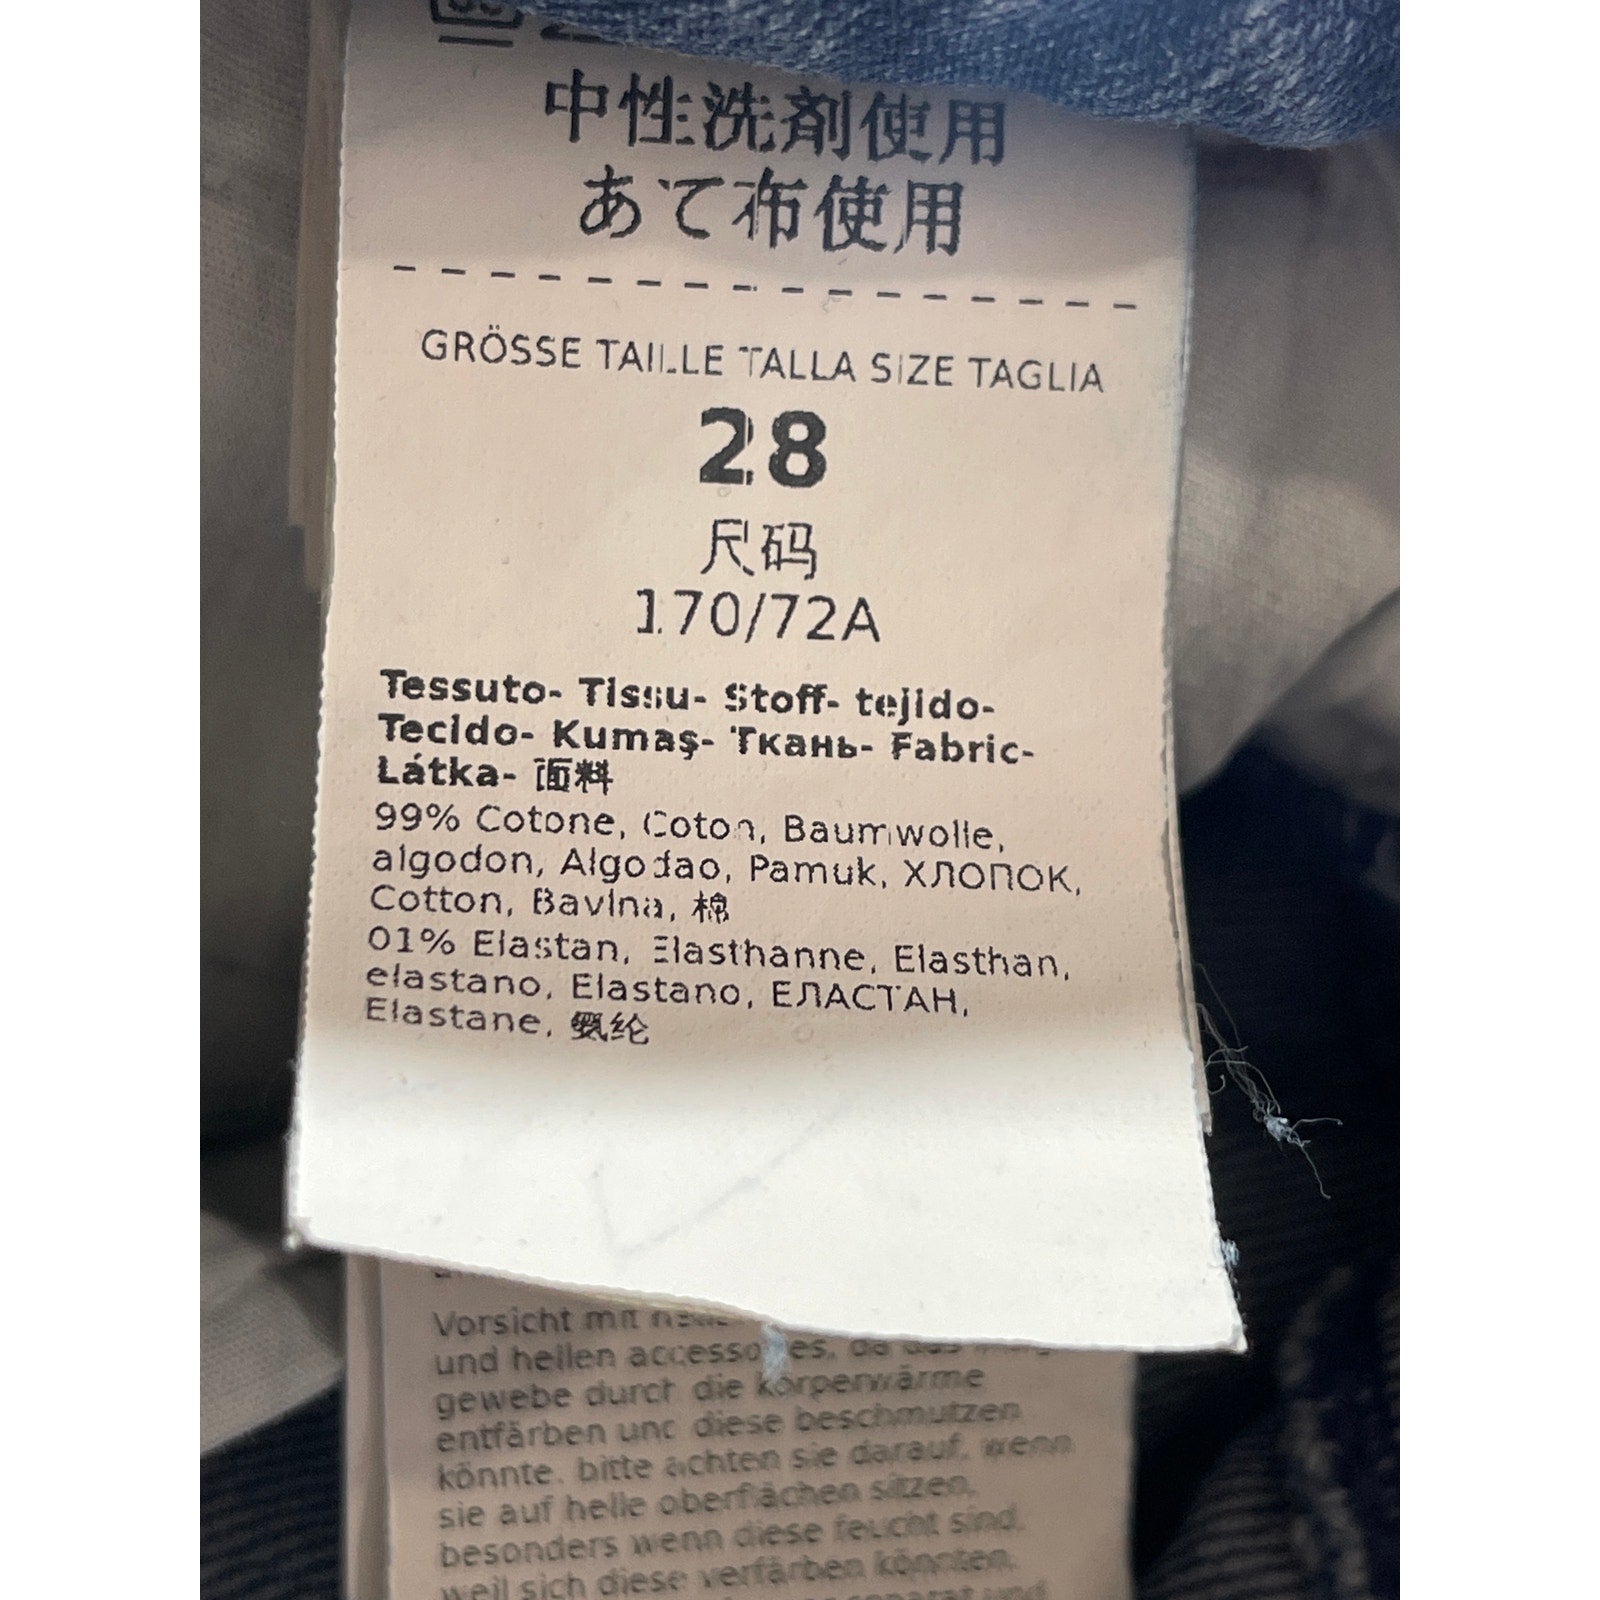 中性洗剤使用
あて布使用
GRÖSSE TAILLE TALLA SIZE TAGLIA
28
尺码
170/72A
Tessuto- Tissu- Stoff- tejido-
Tecido- Kumaş- Ткань- Fabric-
Látka- 面料
99% Cotone, Coton, Baumwolle,
algodon, Algodao, Pamuk, ХЛОПОК,
Cotton, Bavlna, 棉
01% Elastan, Elasthanne, Elasthan,
elastano, Elastano, ЕЛАСТАН,
Elastane, 氨纶
Vorsicht mit
und hellen accessoires, da das
gewebe durch die körperwärme
entfärben und diese beschmutzen
könnte. bitte achten sie darauf, wenn
sie auf helle oberflächen sitzen,
besonders wenn diese feucht sind.
weil sich diese verfärben könnten.
separat und